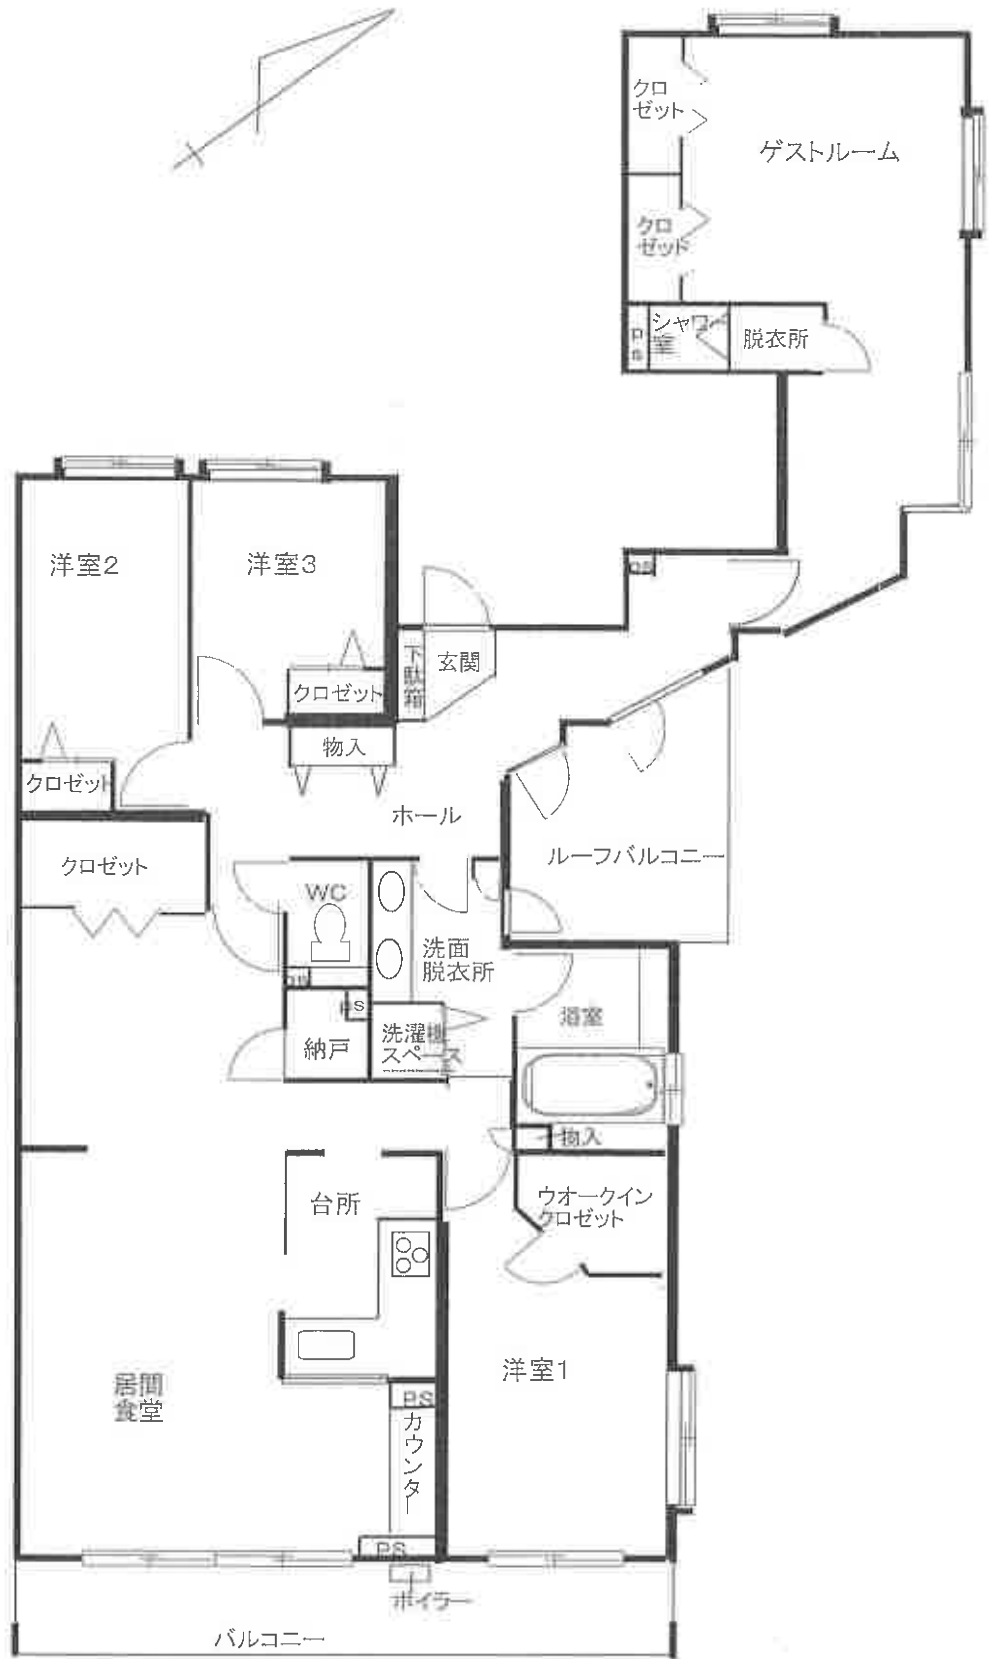 クロ
ゼット
ゲストルーム
クロ
ゼット
シャワー
室
PS
脱衣所
洋室2
洋室3
PS
下駄箱
玄関
クロゼット
物入
クロゼット
ホール
クロゼット
ルーフバルコニー
WC
洗面
脱衣所
PS
PS
納戸
洗濯機
スペース
浴室
物入
台所
ウオークイン
クロゼット
洋室1
居間
食堂
PS
カウンター
PS
ボイラー
バルコニー